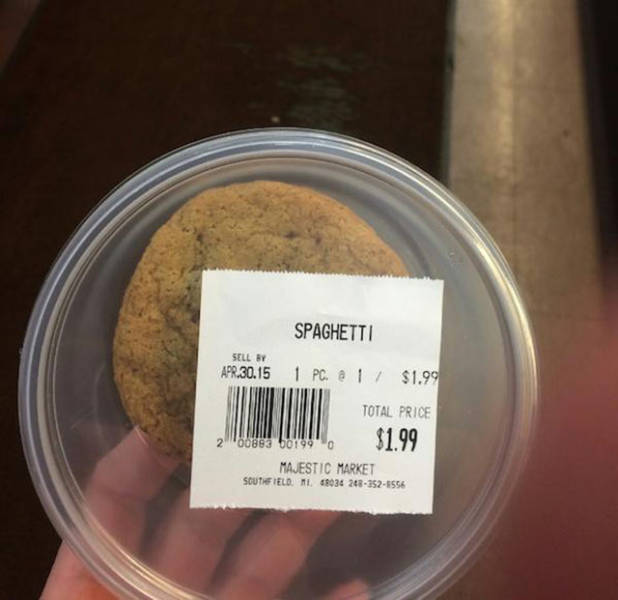 SPAGHETTI
SELL BY
APR.30.15 1 PC. @ 1 / $1.99
TOTAL PRICE
$1.99
2 00883 00199 0
MAJESTIC MARKET
SOUTHFIELD, MI. 48034 248-352-8556